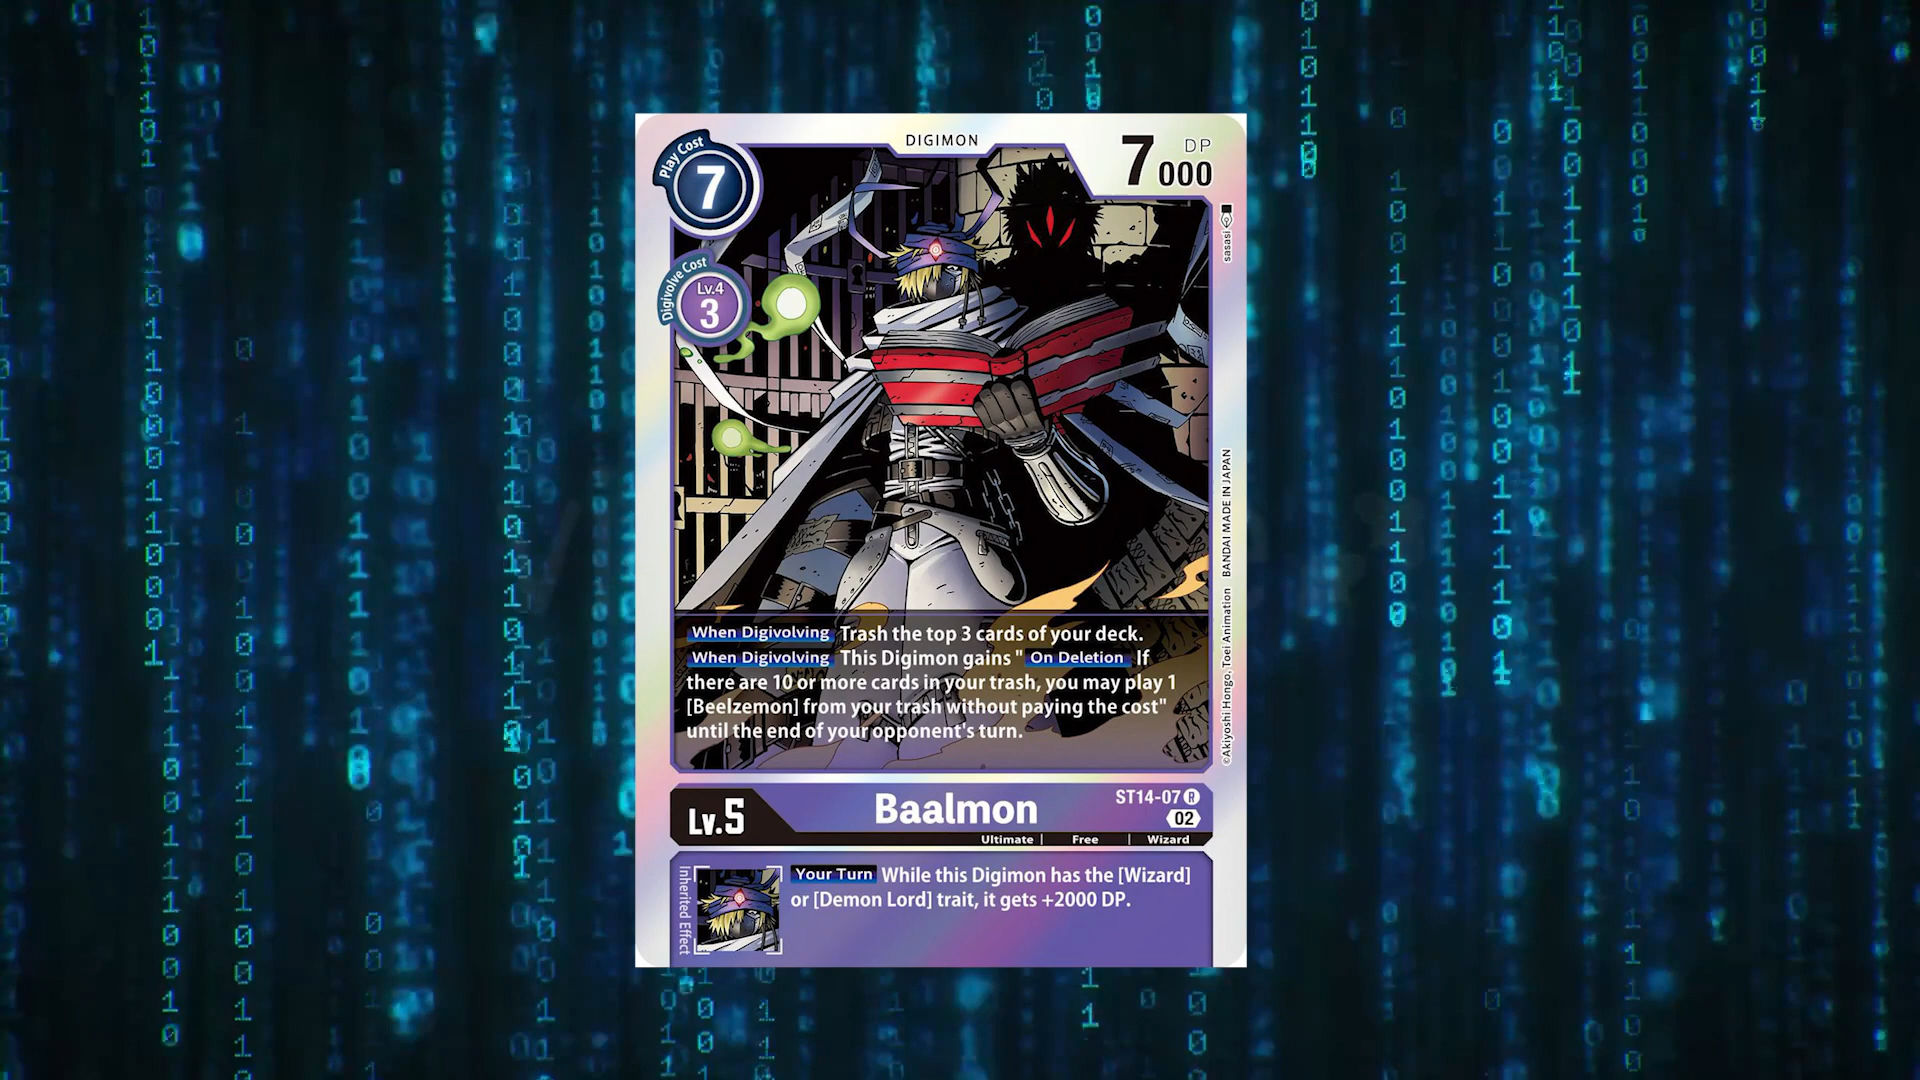 DIGIMON
Play Cost
7
7000
DP
Digivolve Cost
Lv.4
3
sasasi
When Digivolving Trash the top 3 cards of your deck.
When Digivolving This Digimon gains " On Deletion If
there are 10 or more cards in your trash, you may play 1
[Beelzemon] from your trash without paying the cost"
until the end of your opponent's turn.
©Akiyoshi Hongo, Toei Animation BANDAI MADE IN JAPAN
Lv.5
Baalmon
ST14-07 R
02
Ultimate | Free | Wizard
Inherited Effect
Your Turn While this Digimon has the [Wizard]
or [Demon Lord] trait, it gets +2000 DP.